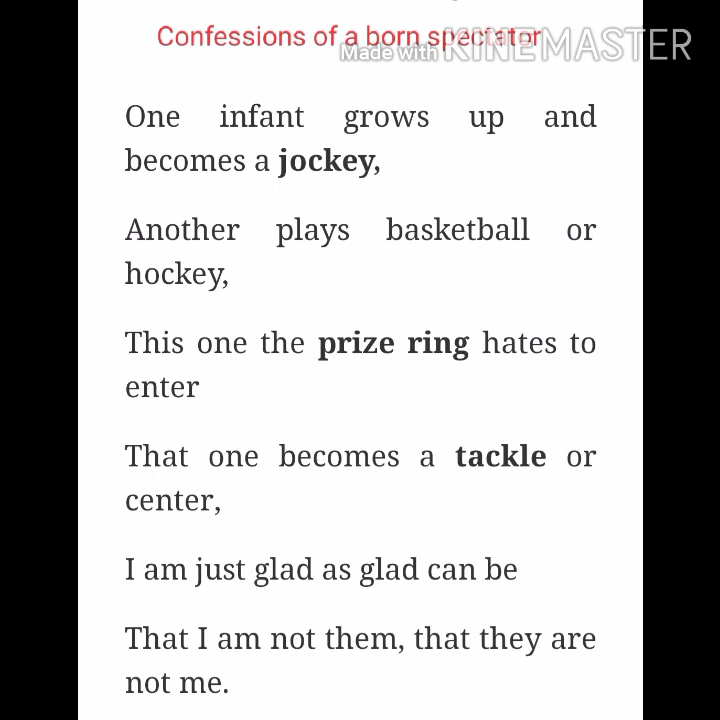 Confessions of a born spectator
Made with KINEMASTER
One infant grows up and
becomes a jockey,
Another plays basketball or
hockey,
This one the prize ring hates to
enter
That one becomes a tackle or
center,
I am just glad as glad can be
That I am not them, that they are
not me.